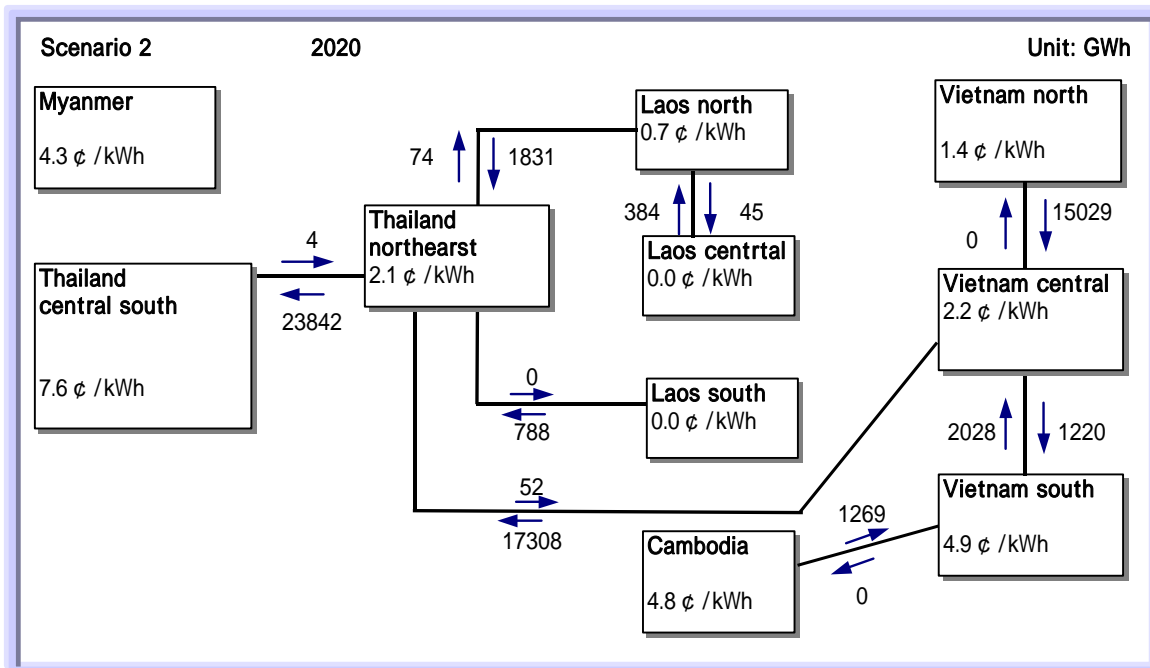 Scenario 2 2020 Unit: GWh
Myanmer
4.3 ¢ /kWh
Laos north
0.7 ¢ /kWh
Vietnam north
1.4 ¢ /kWh
74 1831
384 45
0 15029
Thailand
northearst
2.1 ¢ /kWh
4
23842
Thailand
central south
7.6 ¢ /kWh
Laos centrtal
0.0 ¢ /kWh
Vietnam central
2.2 ¢ /kWh
0
788
Laos south
0.0 ¢ /kWh
2028 1220
52
17308
Vietnam south
4.9 ¢ /kWh
1269
0
Cambodia
4.8 ¢ /kWh